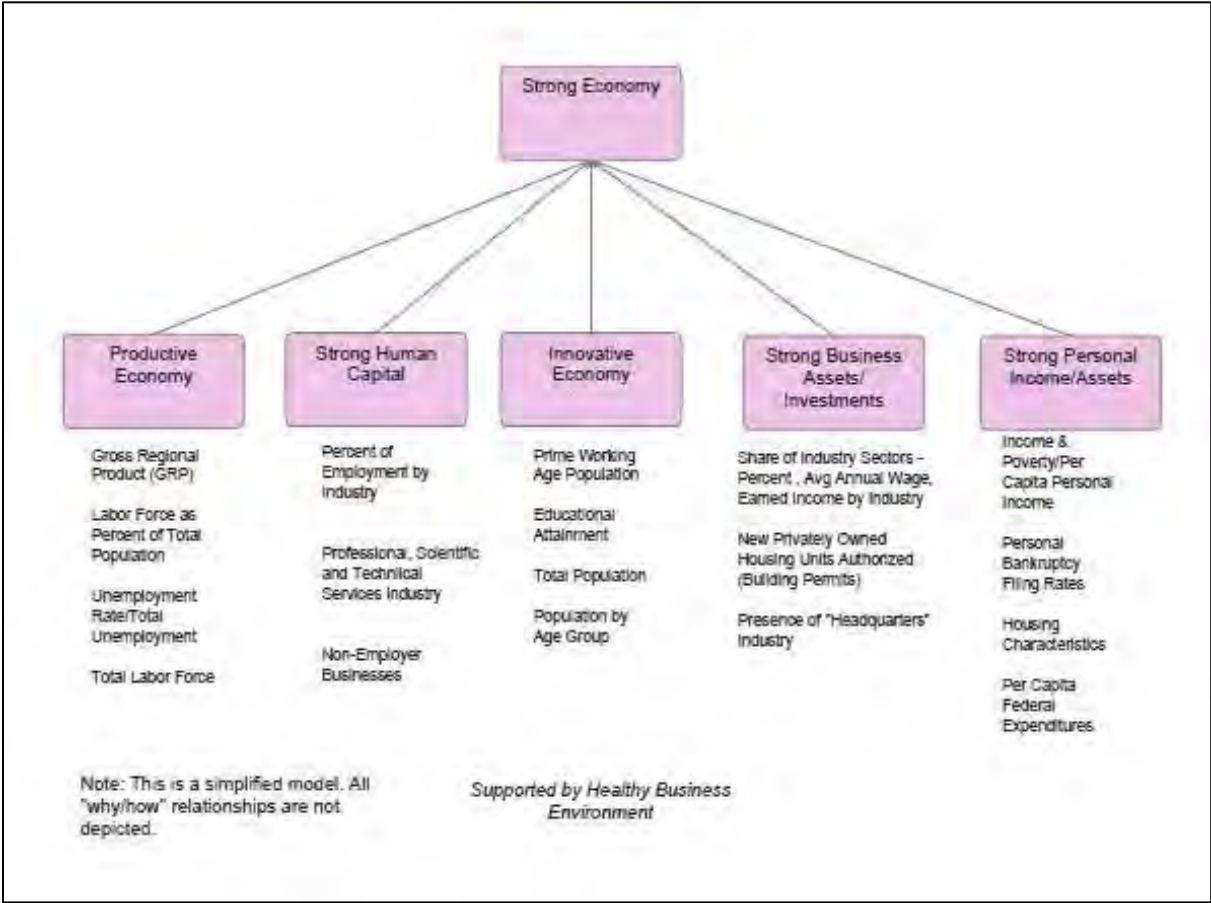 Strong Economy
Productive
Economy
Strong Human
Capital
Innovative
Economy
Strong Business
Assets/
Investments
Strong Personal
Income/Assets
Gross Regional
Product (GRP)
Labor Force as
Percent of Total
Population
Unemployment
Rate/Total
Unemployment
Total Labor Force
Percent of
Employment by
Industry
Professional, Scientific
and Technical
Services Industry
Non-Employer
Businesses
Prime Working
Age Population
Educational
Attainment
Total Population
Population by
Age Group
Share of Industry Sectors –
Percent , Avg Annual Wage,
Earned Income by Industry
New Privately Owned
Housing Units Authorized
(Building Permits)
Presence of "Headquarters"
Industry
Income &
Poverty/Per
Capita Personal
Income
Personal
Bankruptcy
Filing Rates
Housing
Characteristics
Per Capita
Federal
Expenditures
Note: This is a simplified model. All
"why/how" relationships are not
depicted.
Supported by Healthy Business
Environment